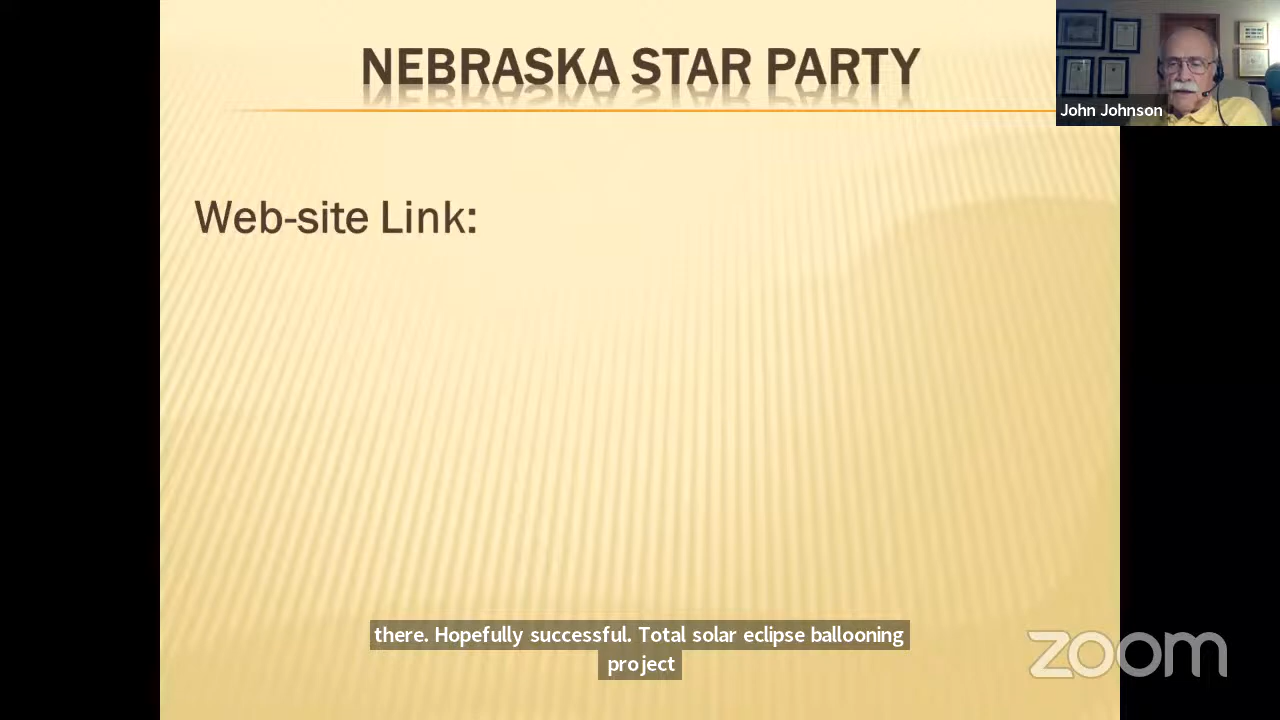 NEBRASKA STAR PARTY
John Johnson
Web-site Link:
there. Hopefully successful. Total solar eclipse ballooning
project
zoom